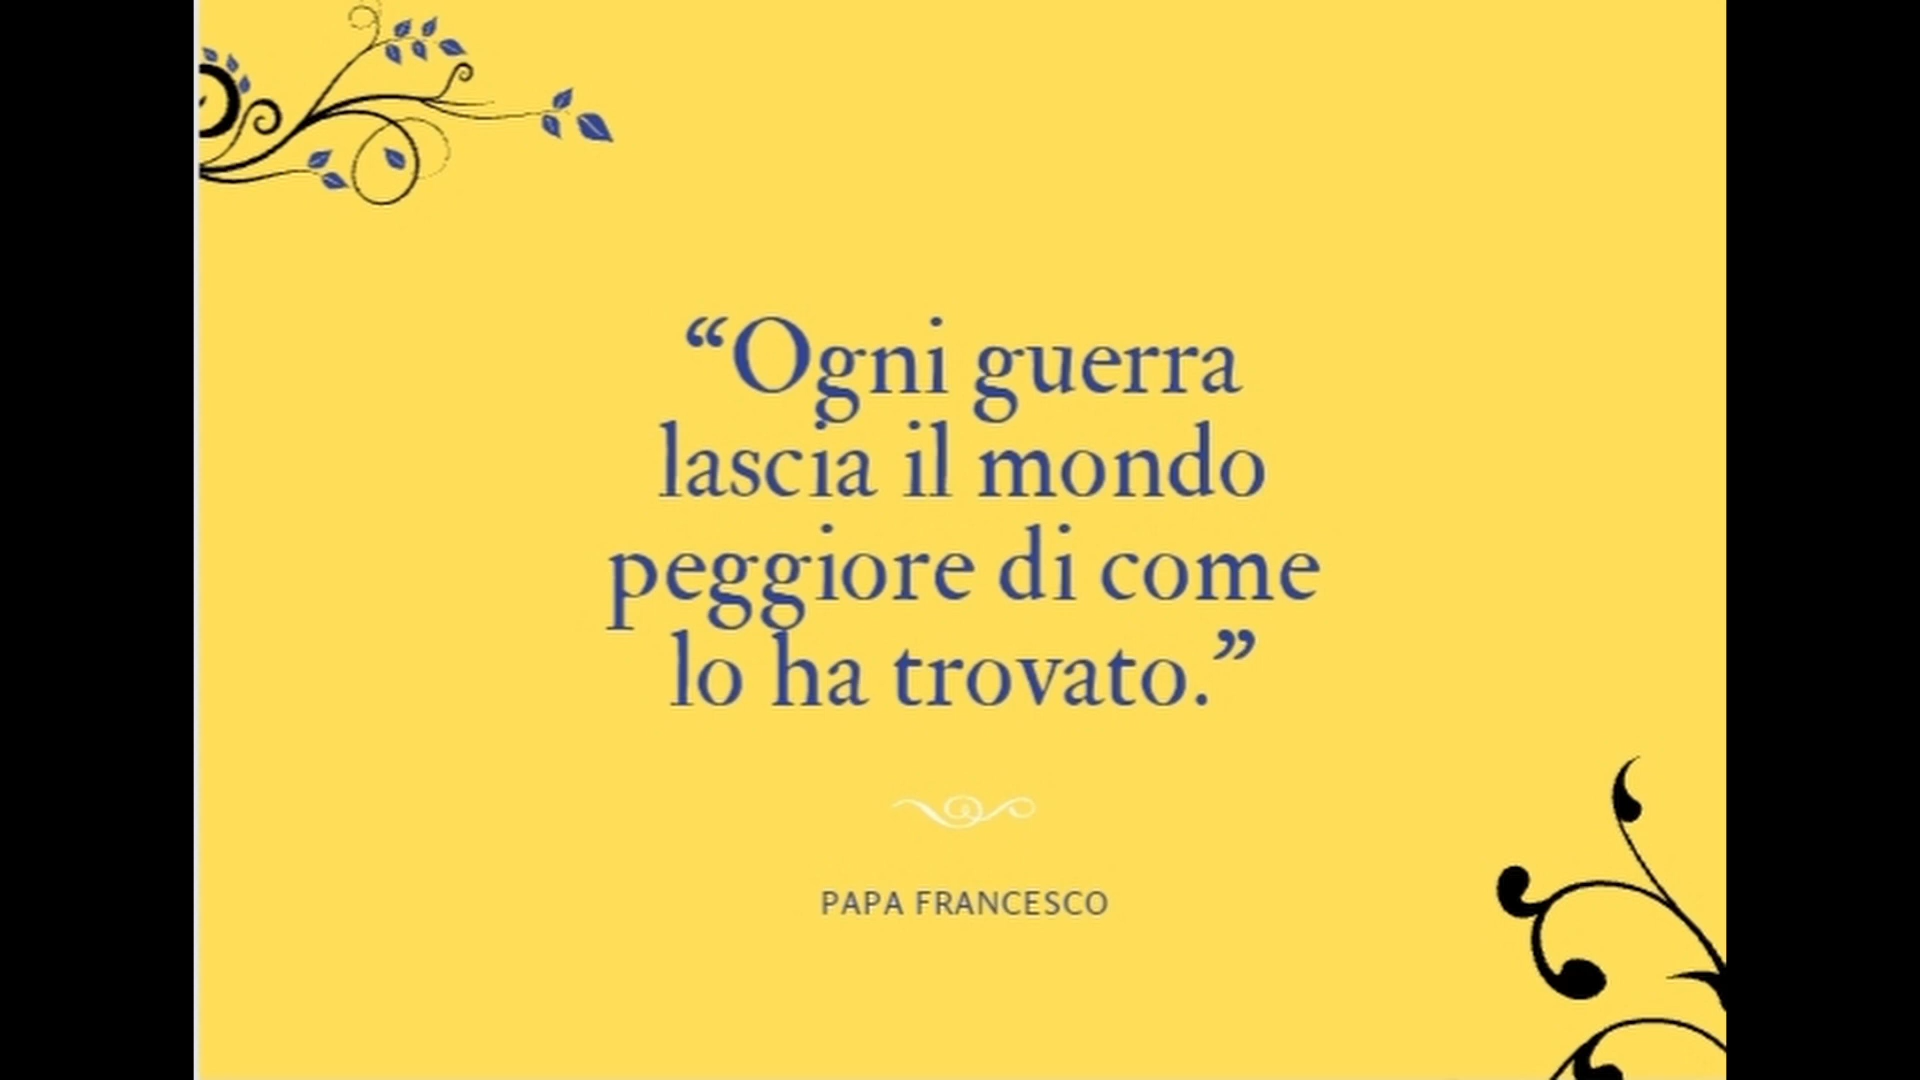 “Ogni guerra
lascia il mondo
peggiore di come
lo ha trovato.”
PAPA FRANCESCO